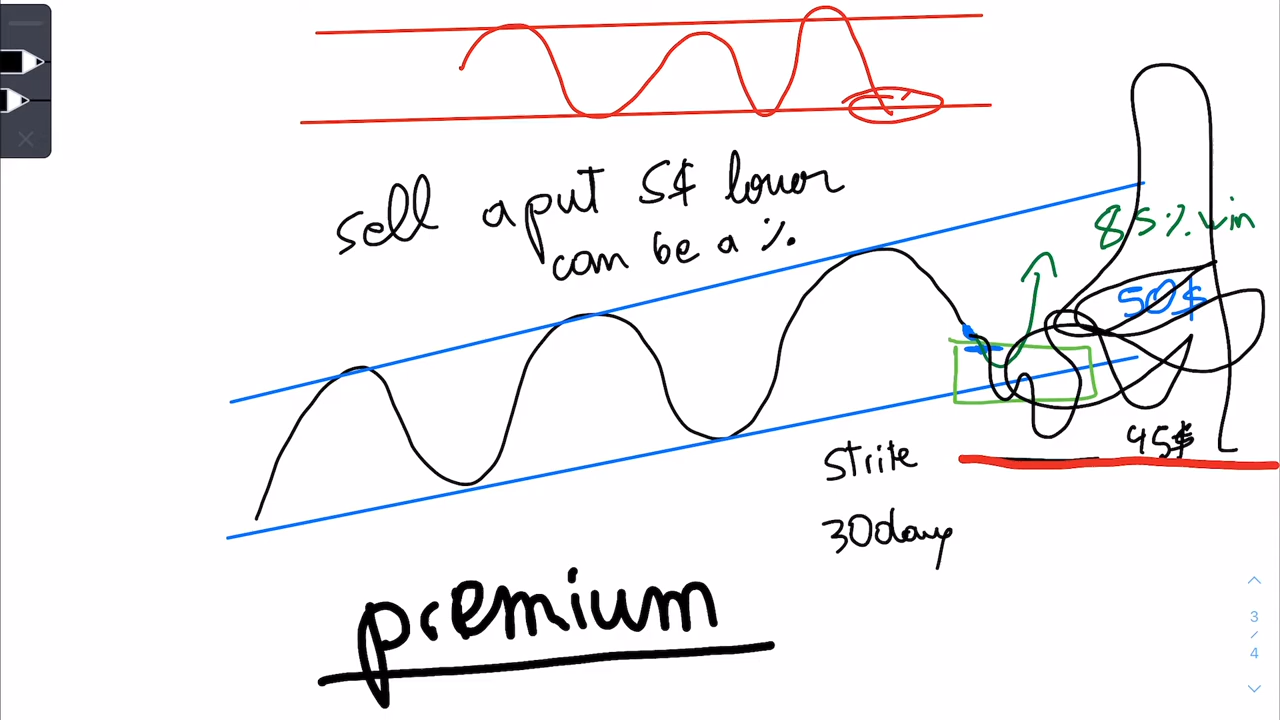 sell a put 5$ lower
can be a %.
85% win
50$
45$
strike
30days
premium
3
/
4